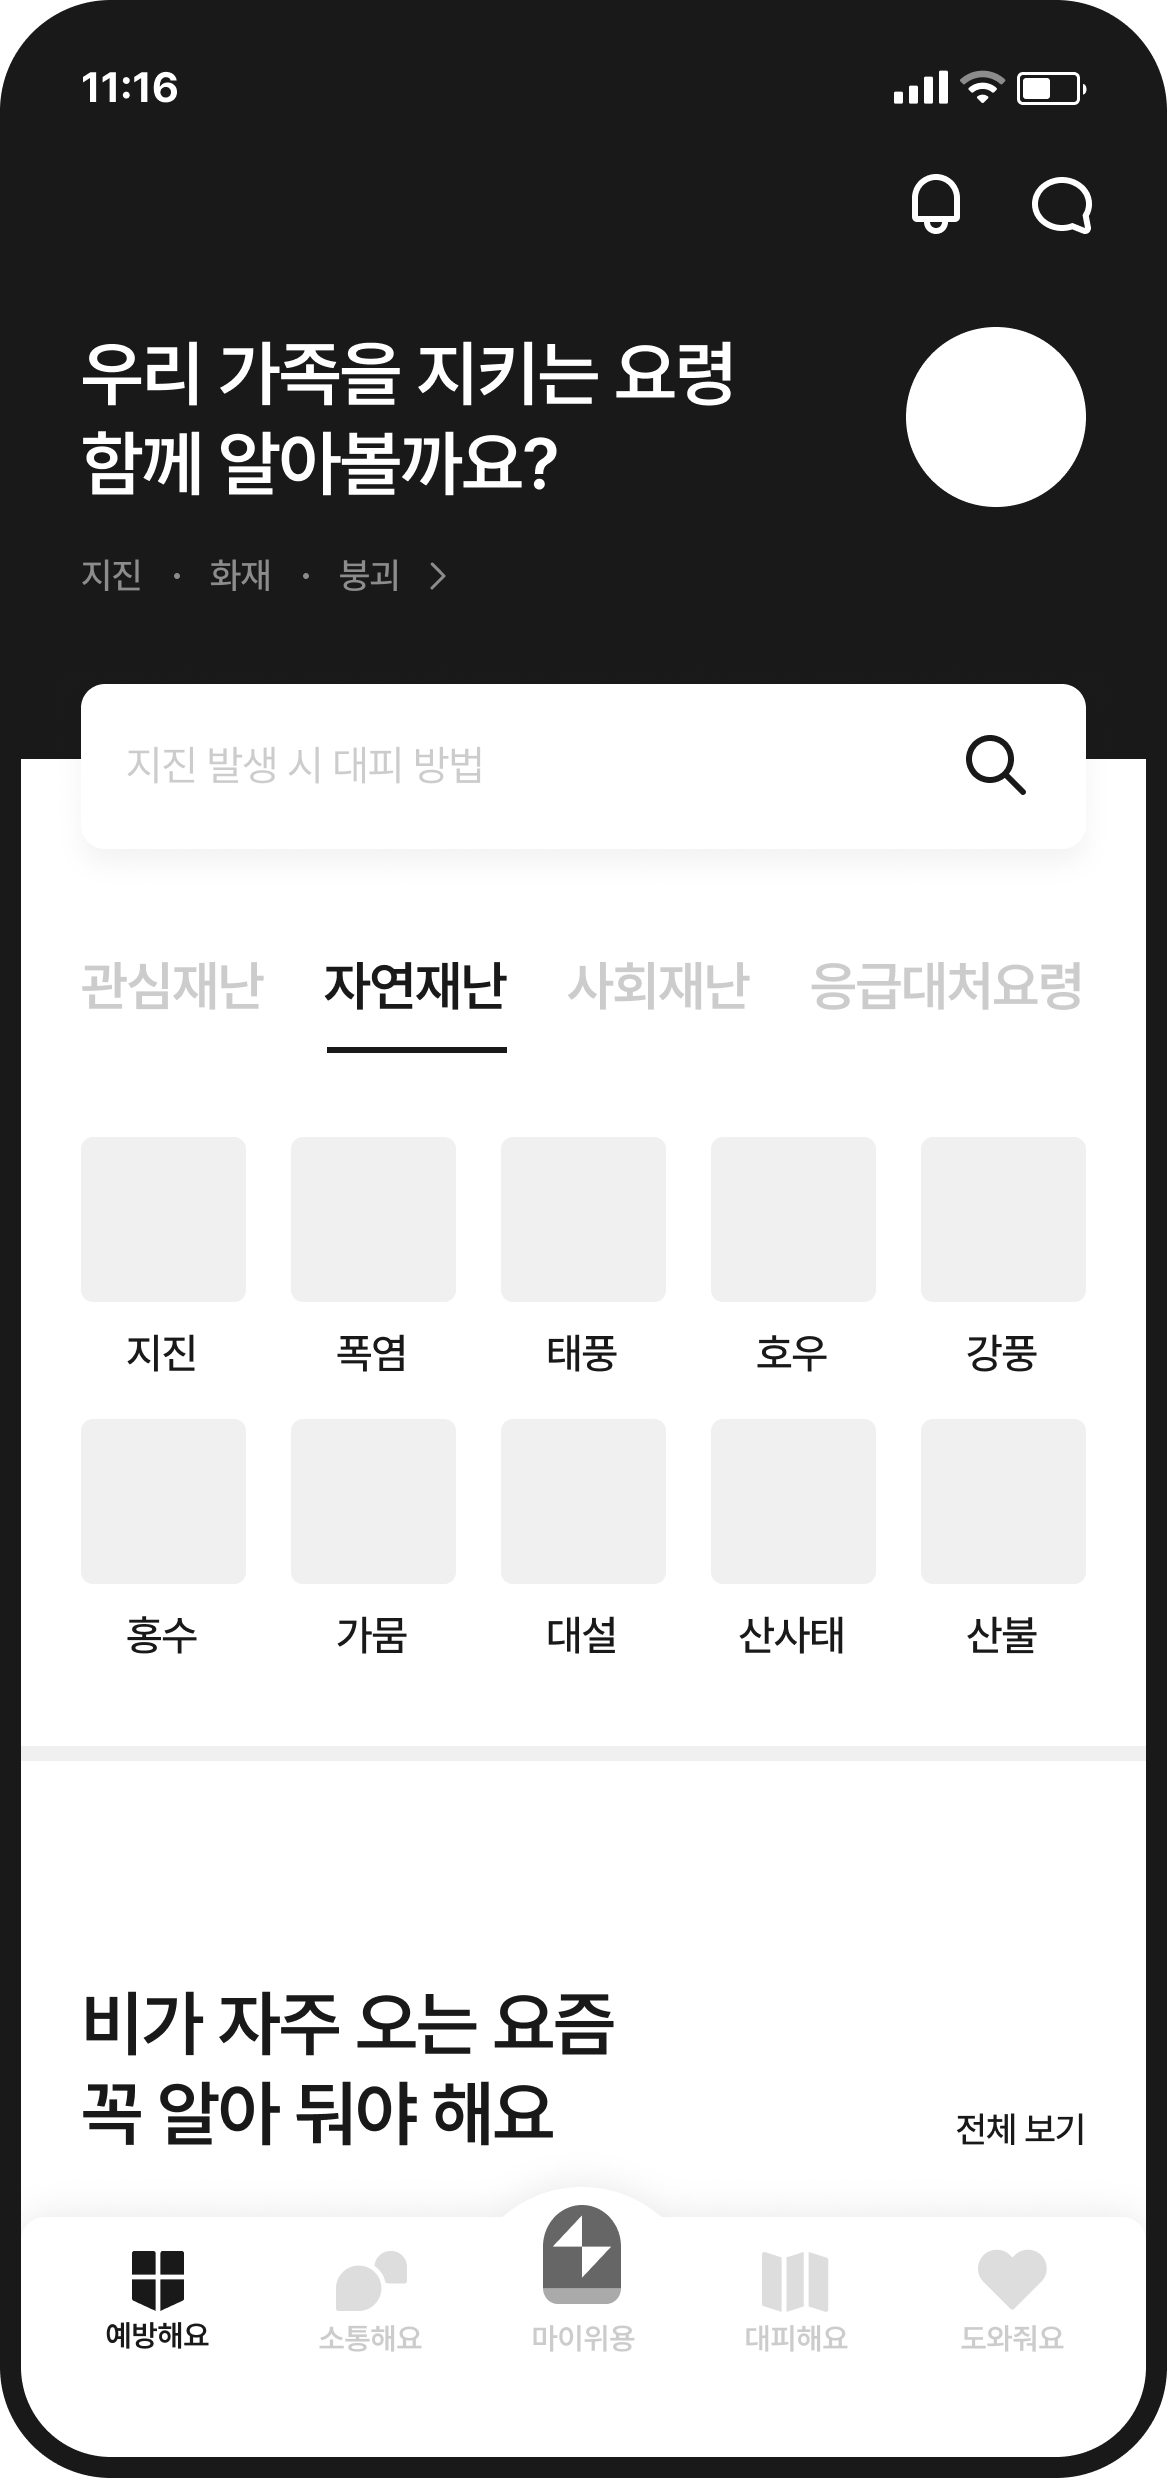 11:16
우리 가족을 지키는 요령
함께 알아볼까요?
지진 · 화재 · 붕괴 >
지진 발생 시 대피 방법
관심재난 자연재난 사회재난 응급대처요령
지진 폭염 태풍 호우 강풍
홍수 가뭄 대설 산사태 산불
비가 자주 오는 요즘
꼭 알아 둬야 해요
전체 보기
예방해요 소통해요 마이위용 대피해요 도와줘요